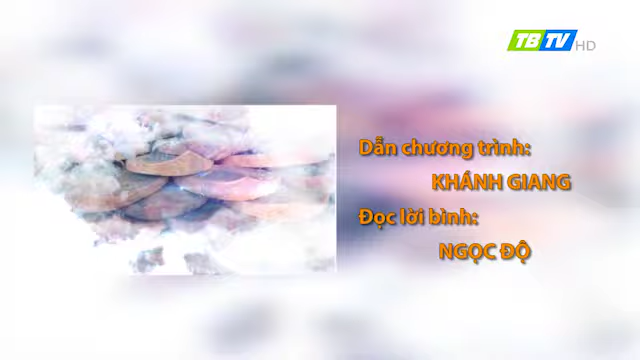 TBTV HD
Dẫn chương trình:
KHÁNH GIANG
Đọc lời bình:
NGỌC ĐỘ